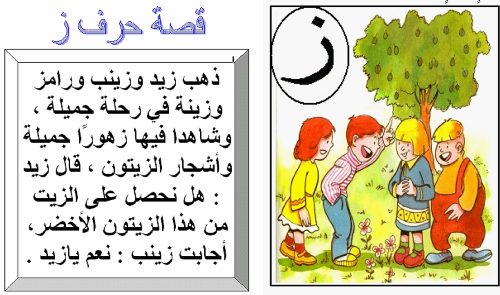 قصة حرف ز
ذهب زيد وزينب ورامز
وزينة في رحلة جميلة ،
وشاهدا فيها زهورًا جميلة
وأشجار الزيتون ، قال زيد
: هل نحصل على الزيت
من هذا الزيتون الأخضر،
أجابت زينب : نعم يازيد .
ز